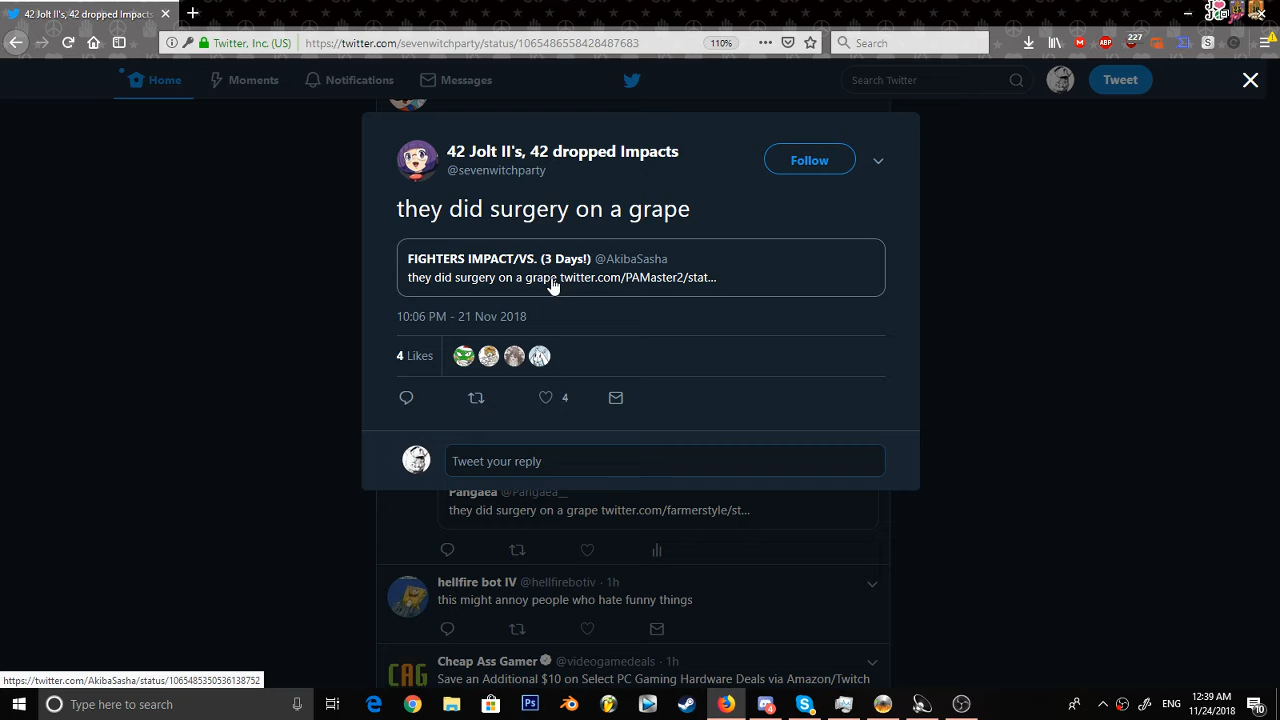 42 Jolt II's, 42 dropped Impacts
Twitter, Inc. (US)
https://twitter.com/sevenwitchparty/status/1065486558428487683
110%
Search
227
Home
Moments
Notifications
Messages
Search Twitter
Tweet
42 Jolt II's, 42 dropped Impacts
@sevenwitchparty
Follow
they did surgery on a grape
FIGHTERS IMPACT/VS. (3 Days!) @AkibaSasha
they did surgery on a grape twitter.com/PAMaster2/stat...
10:06 PM - 21 Nov 2018
4 Likes
4
Tweet your reply
Pangaea @Pangaea__
they did surgery on a grape twitter.com/farmerstyle/st...
hellfire bot IV @hellfirebotiv · 1h
this might annoy people who hate funny things
Cheap Ass Gamer @videogamedeals · 1h
CAG
Save an Additional $10 on Select PC Gaming Hardware Deals via Amazon/Twitch
https://twitter.com/AkibaSasha/status/1065485350536138752
Type here to search
ENG
12:39 AM
11/24/2018
10